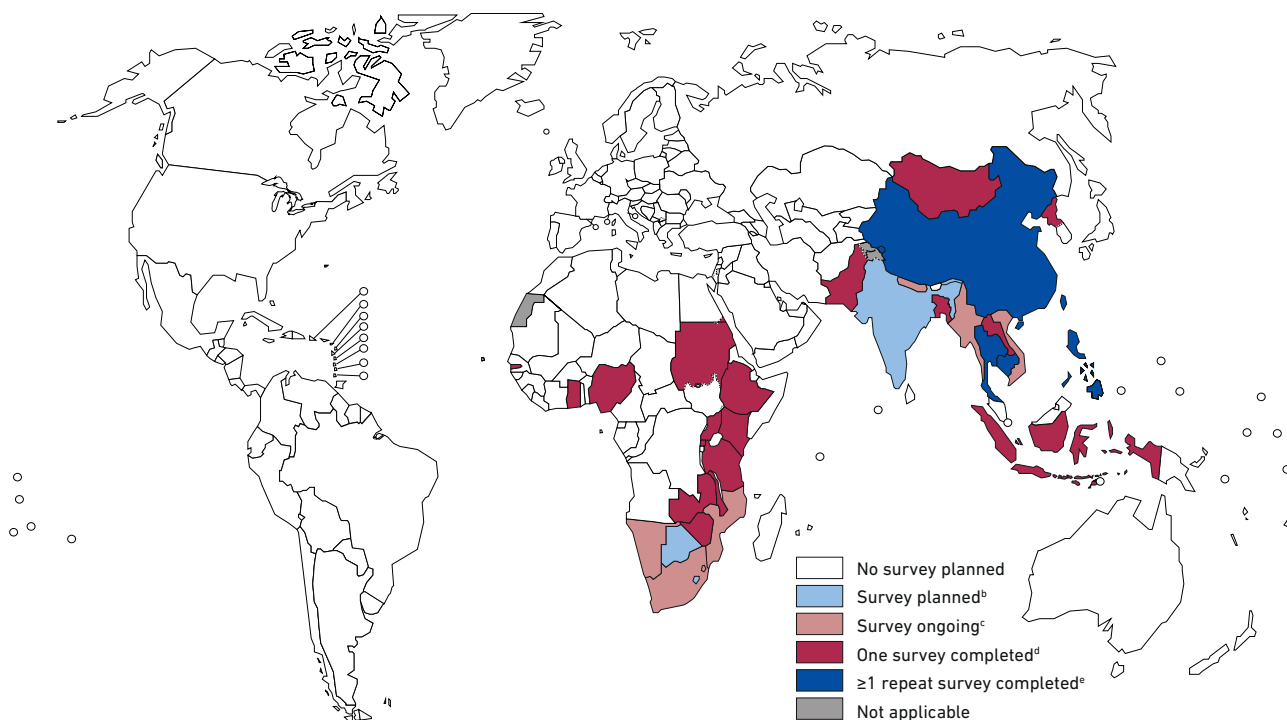 No survey planned
Survey plannedᵇ
Survey ongoingᶜ
One survey completedᵈ
≥1 repeat survey completedᵉ
Not applicable